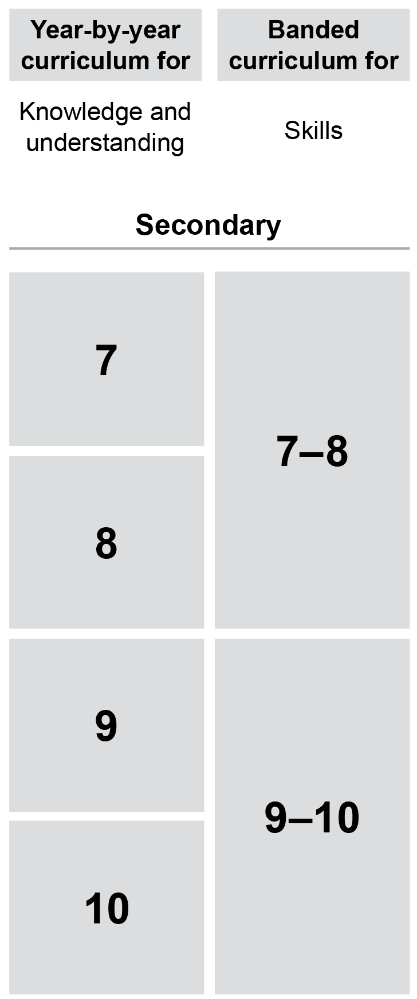 Year-by-year
curriculum for
Banded
curriculum for
Knowledge and
understanding
Skills
Secondary
7
7–8
8
9
9–10
10